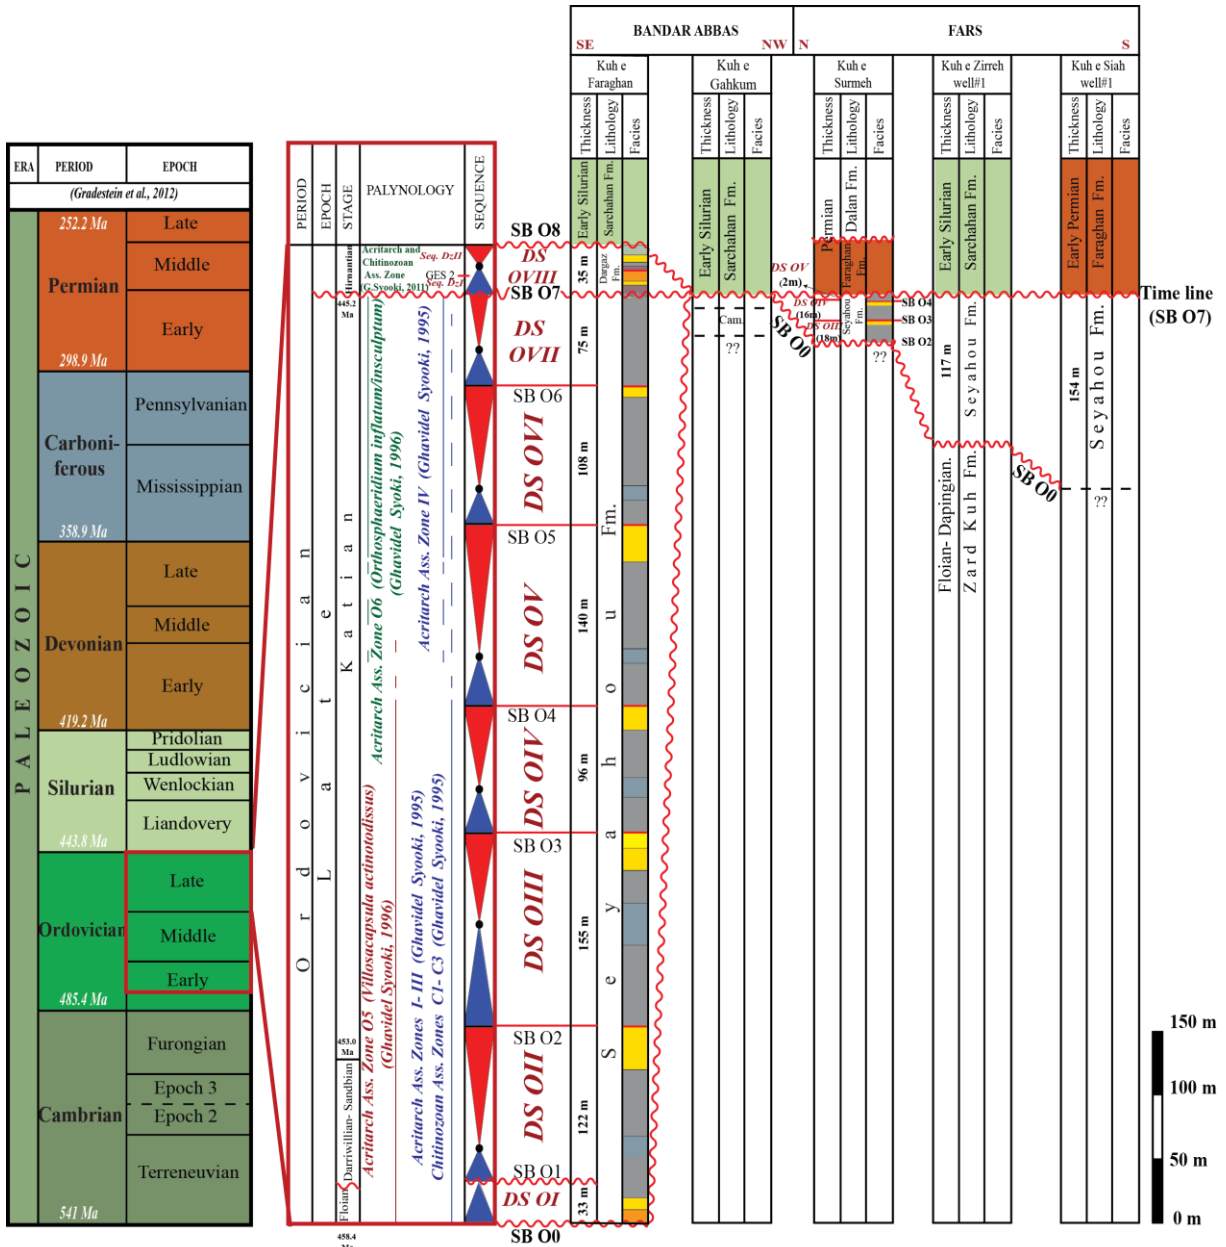 BANDAR ABBAS
FARS
SE
NW
N
S
Kuh e
Faraghan
Kuh e
Gahkum
Kuh e
Surmeh
Kuh e Zirreh
well#1
Kuh e Siah
well#1
Thickness
Lithology
Facies
Thickness
Lithology
Facies
Thickness
Lithology
Facies
Thickness
Lithology
Facies
Thickness
Lithology
Facies
ERA
PERIOD
EPOCH
(Gradestein et al., 2012)
PALEOZOIC
252.2 Ma
Permian
298.9 Ma
Late
Middle
Early
Carboni-
ferous
358.9 Ma
Pennsylvanian
Mississippian
Devonian
419.2 Ma
Late
Middle
Early
Silurian
443.8 Ma
Pridolian
Ludlowian
Wenlockian
Liandovery
Ordovician
485.4 Ma
Late
Middle
Early
Cambrian
541 Ma
Furongian
Epoch 3
Epoch 2
Terreneuvian
PERIOD
EPOCH
STAGE
PALYNOLOGY
SEQUENCE
Ordovician
Late
Hirnantian
445.2
Ma
Katian
453.0
Ma
Darriwillian- Sandbian
Floian
458.4
Ma
Acritarch and
Chitinozoan
Ass. Zone
(G.Syooki, 2011)
Seq. DzII
GES 2
Seq. DzI
Acritarch Ass. Zone O6 (Orthosphaeridium inflatum/insculptum)
(Ghavidel Syoki, 1996)
Acritarch Ass. Zone IV (Ghavidel Syooki, 1995)
Acritarch Ass. Zone O5 (Villosacapsula actinotodissus)
(Ghavidel Syooki, 1996)
Acritarch Ass. Zones I- III (Ghavidel Syooki, 1995)
Chitinozoan Ass. Zones C1- C3 (Ghavidel Syooki, 1995)
SB O8
DS
OVIII
SB O7
DS
OVII
SB O6
DS OVI
SB O5
DS OV
SB O4
DS OIV
SB O3
DS OIII
SB O2
DS OII
SB O1
DS OI
SB O0
Early Silurian
Sarchahan Fm.
35 m
Dargaz
Fm.
75 m
108 m
140 m
96 m
155 m
122 m
33 m
Seyahou Fm.
Early Silurian
Sarchahan Fm.
Cam.
??
SB O0
Permian
Dalan Fm.
Faraghan
Fm.
DS OV
(2m)
DS OIV
(16m)
DS OIII
(18m)
Seyahou
Fm.
SB O4
SB O3
SB O2
??
Early Silurian
Sarchahan Fm.
117 m
Seyahou Fm.
Floian- Dapingian
Zard Kuh Fm.
SB O0
Early Permian
Faraghan Fm.
154 m
Seyahou Fm.
??
Time line
(SB O7)
150 m
100 m
50 m
0 m